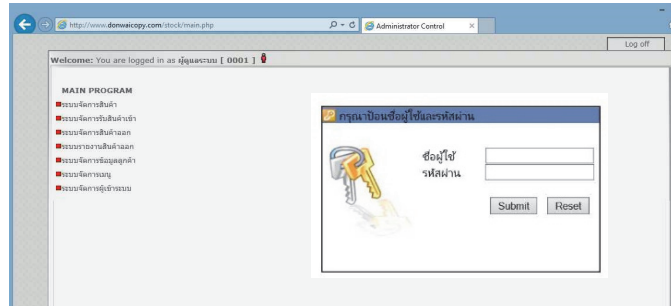 http://www.donwaicopy.com/stock/main.php
Administrator Control
Log off
Welcome: You are logged in as ผู้ดูแลระบบ [ 0001 ]
MAIN PROGRAM
ระบบจัดการสินค้า
ระบบจัดการรับสินค้าเข้า
ระบบจัดการสินค้าออก
ระบบรายงานสินค้าออก
ระบบจัดการข้อมูลลูกค้า
ระบบจัดการเมนู
ระบบจัดการผู้เข้าระบบ
กรุณาป้อนชื่อผู้ใช้และรหัสผ่าน
ชื่อผู้ใช้
รหัสผ่าน
Submit Reset